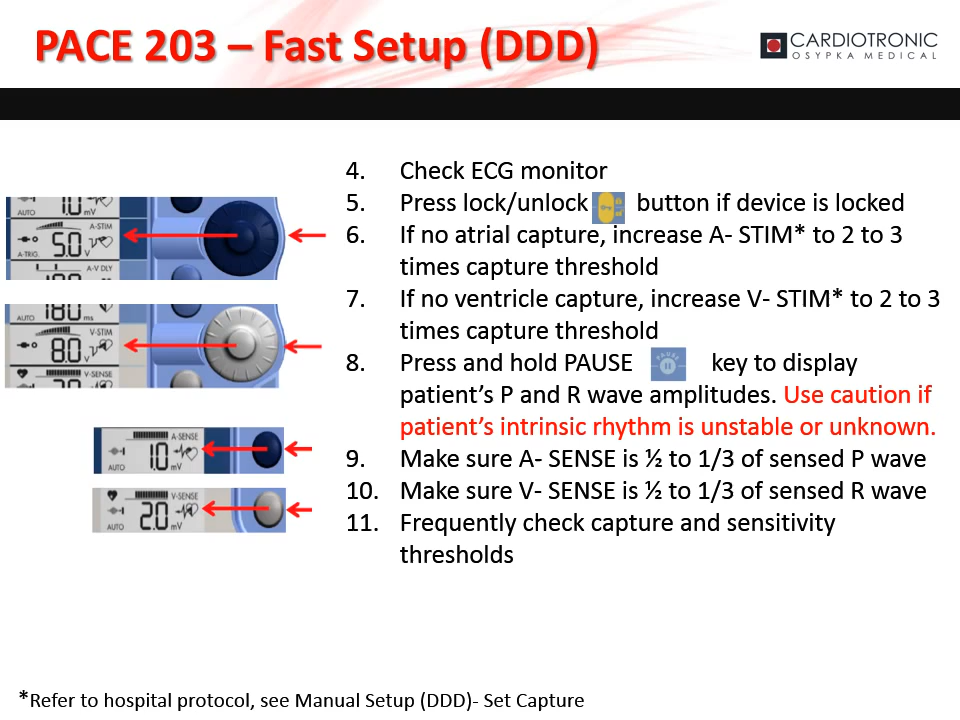 PACE 203 – Fast Setup (DDD)
CARDIOTRONIC
OSYPKA MEDICAL
4. Check ECG monitor
5. Press lock/unlock button if device is locked
6. If no atrial capture, increase A- STIM* to 2 to 3
times capture threshold
7. If no ventricle capture, increase V- STIM* to 2 to 3
times capture threshold
8. Press and hold PAUSE PAUSE key to display
patient’s P and R wave amplitudes. Use caution if
patient’s intrinsic rhythm is unstable or unknown.
9. Make sure A- SENSE is ½ to 1/3 of sensed P wave
10. Make sure V- SENSE is ½ to 1/3 of sensed R wave
11. Frequently check capture and sensitivity
thresholds
AUTO 1.0 mV
A-STIM
5.0 V
A-TRIG.
A-V DLY
AUTO 180 ms
V-STIM
8.0 V
V-SENSE
A-SENSE
1.0
AUTO mV
V-SENSE
2.0
AUTO mV
*Refer to hospital protocol, see Manual Setup (DDD)- Set Capture